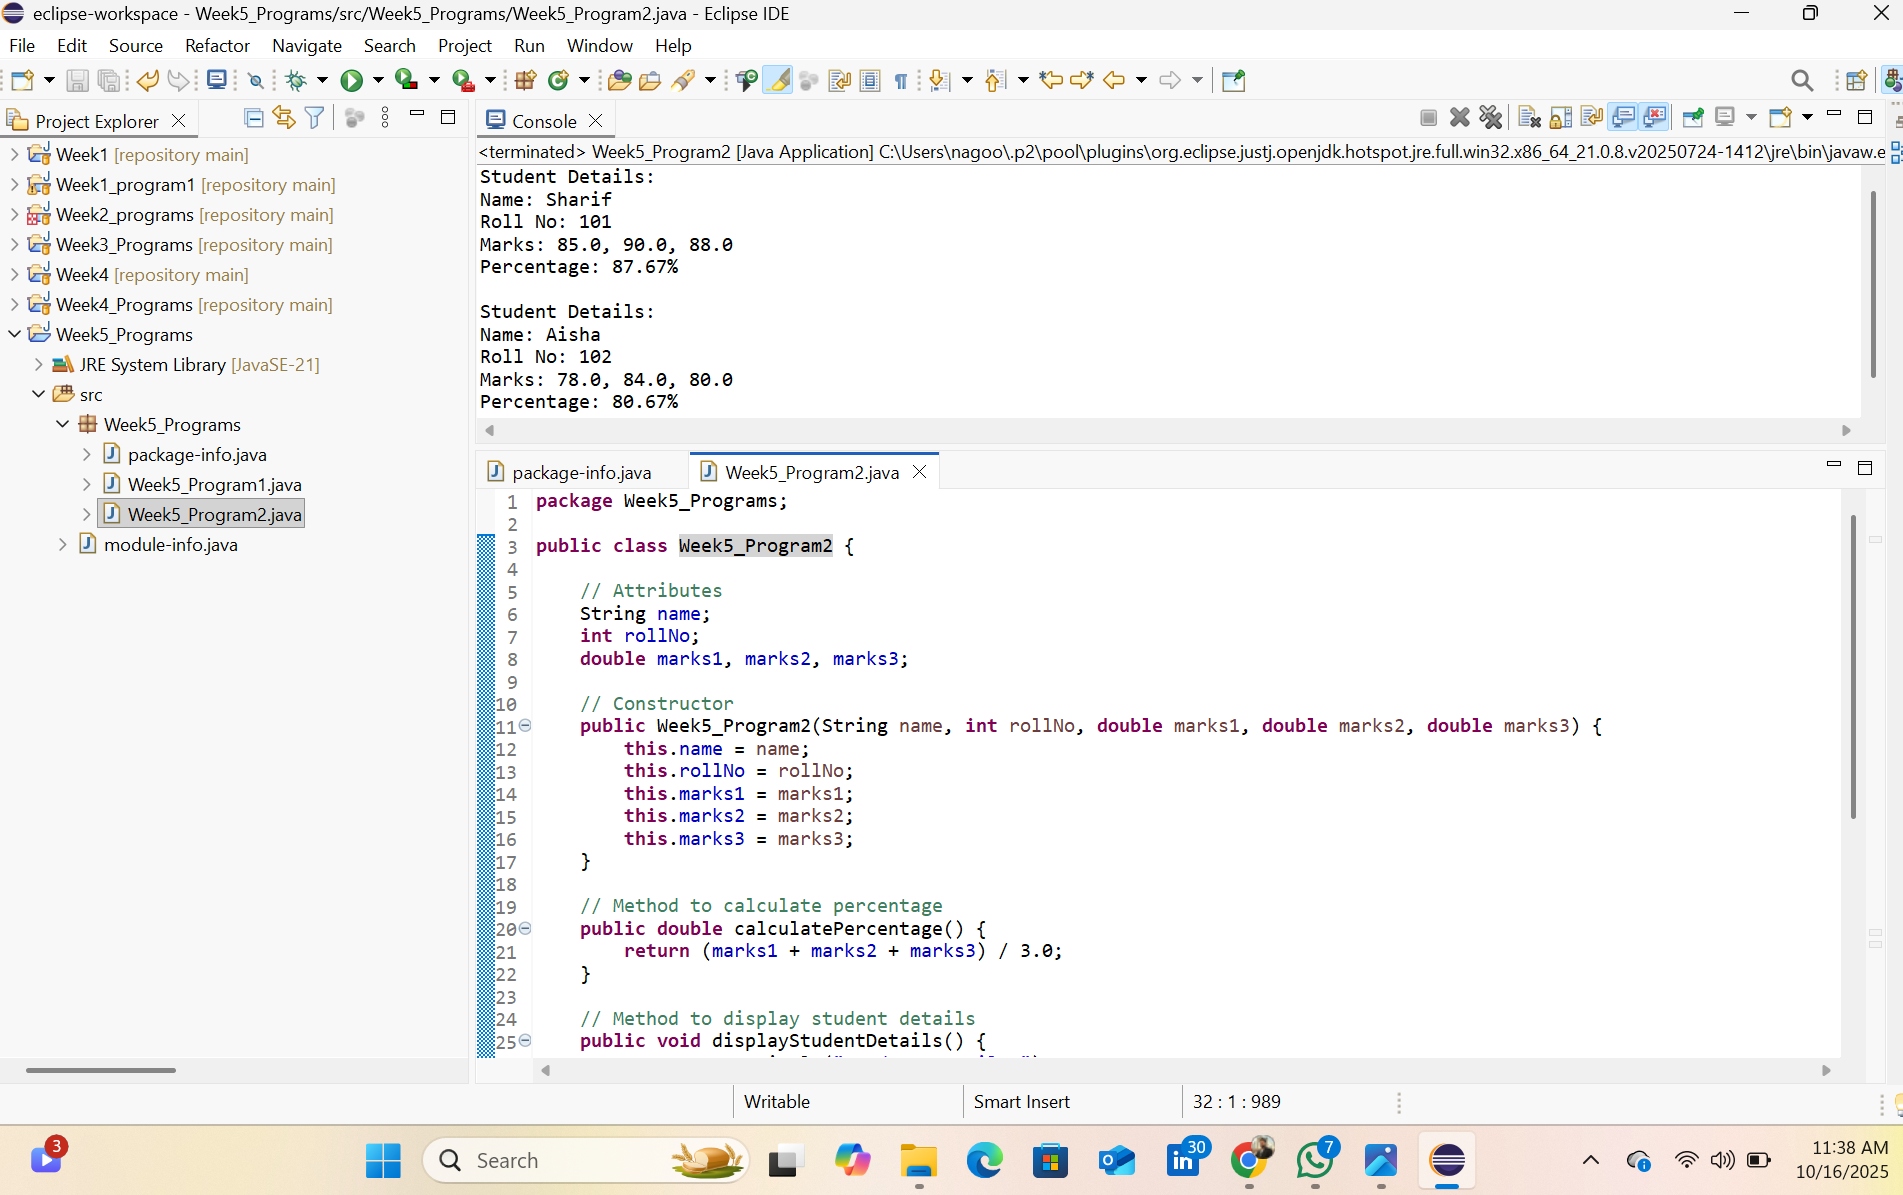 eclipse-workspace - Week5_Programs/src/Week5_Programs/Week5_Program2.java - Eclipse IDE
File Edit Source Refactor Navigate Search Project Run Window Help
Project Explorer
Week1 [repository main]
Week1_program1 [repository main]
Week2_programs [repository main]
Week3_Programs [repository main]
Week4 [repository main]
Week4_Programs [repository main]
Week5_Programs
JRE System Library [JavaSE-21]
src
Week5_Programs
package-info.java
Week5_Program1.java
Week5_Program2.java
module-info.java
Console
<terminated> Week5_Program2 [Java Application] C:\Users\nagoo\.p2\pool\plugins\org.eclipse.justj.openjdk.hotspot.jre.full.win32.x86_64_21.0.8.v20250724-1412\jre\bin\javaw.e
Student Details:
Name: Sharif
Roll No: 101
Marks: 85.0, 90.0, 88.0
Percentage: 87.67%
Student Details:
Name: Aisha
Roll No: 102
Marks: 78.0, 84.0, 80.0
Percentage: 80.67%
package-info.java Week5_Program2.java
1 package Week5_Programs;
2
3 public class Week5_Program2 {
4
5 // Attributes
6 String name;
7 int rollNo;
8 double marks1, marks2, marks3;
9
10 // Constructor
11 public Week5_Program2(String name, int rollNo, double marks1, double marks2, double marks3) {
12 this.name = name;
13 this.rollNo = rollNo;
14 this.marks1 = marks1;
15 this.marks2 = marks2;
16 this.marks3 = marks3;
17 }
18
19 // Method to calculate percentage
20 public double calculatePercentage() {
21 return (marks1 + marks2 + marks3) / 3.0;
22 }
23
24 // Method to display student details
25 public void displayStudentDetails() {
Writable Smart Insert 32 : 1 : 989
3
Search
30
7
11:38 AM
10/16/2025